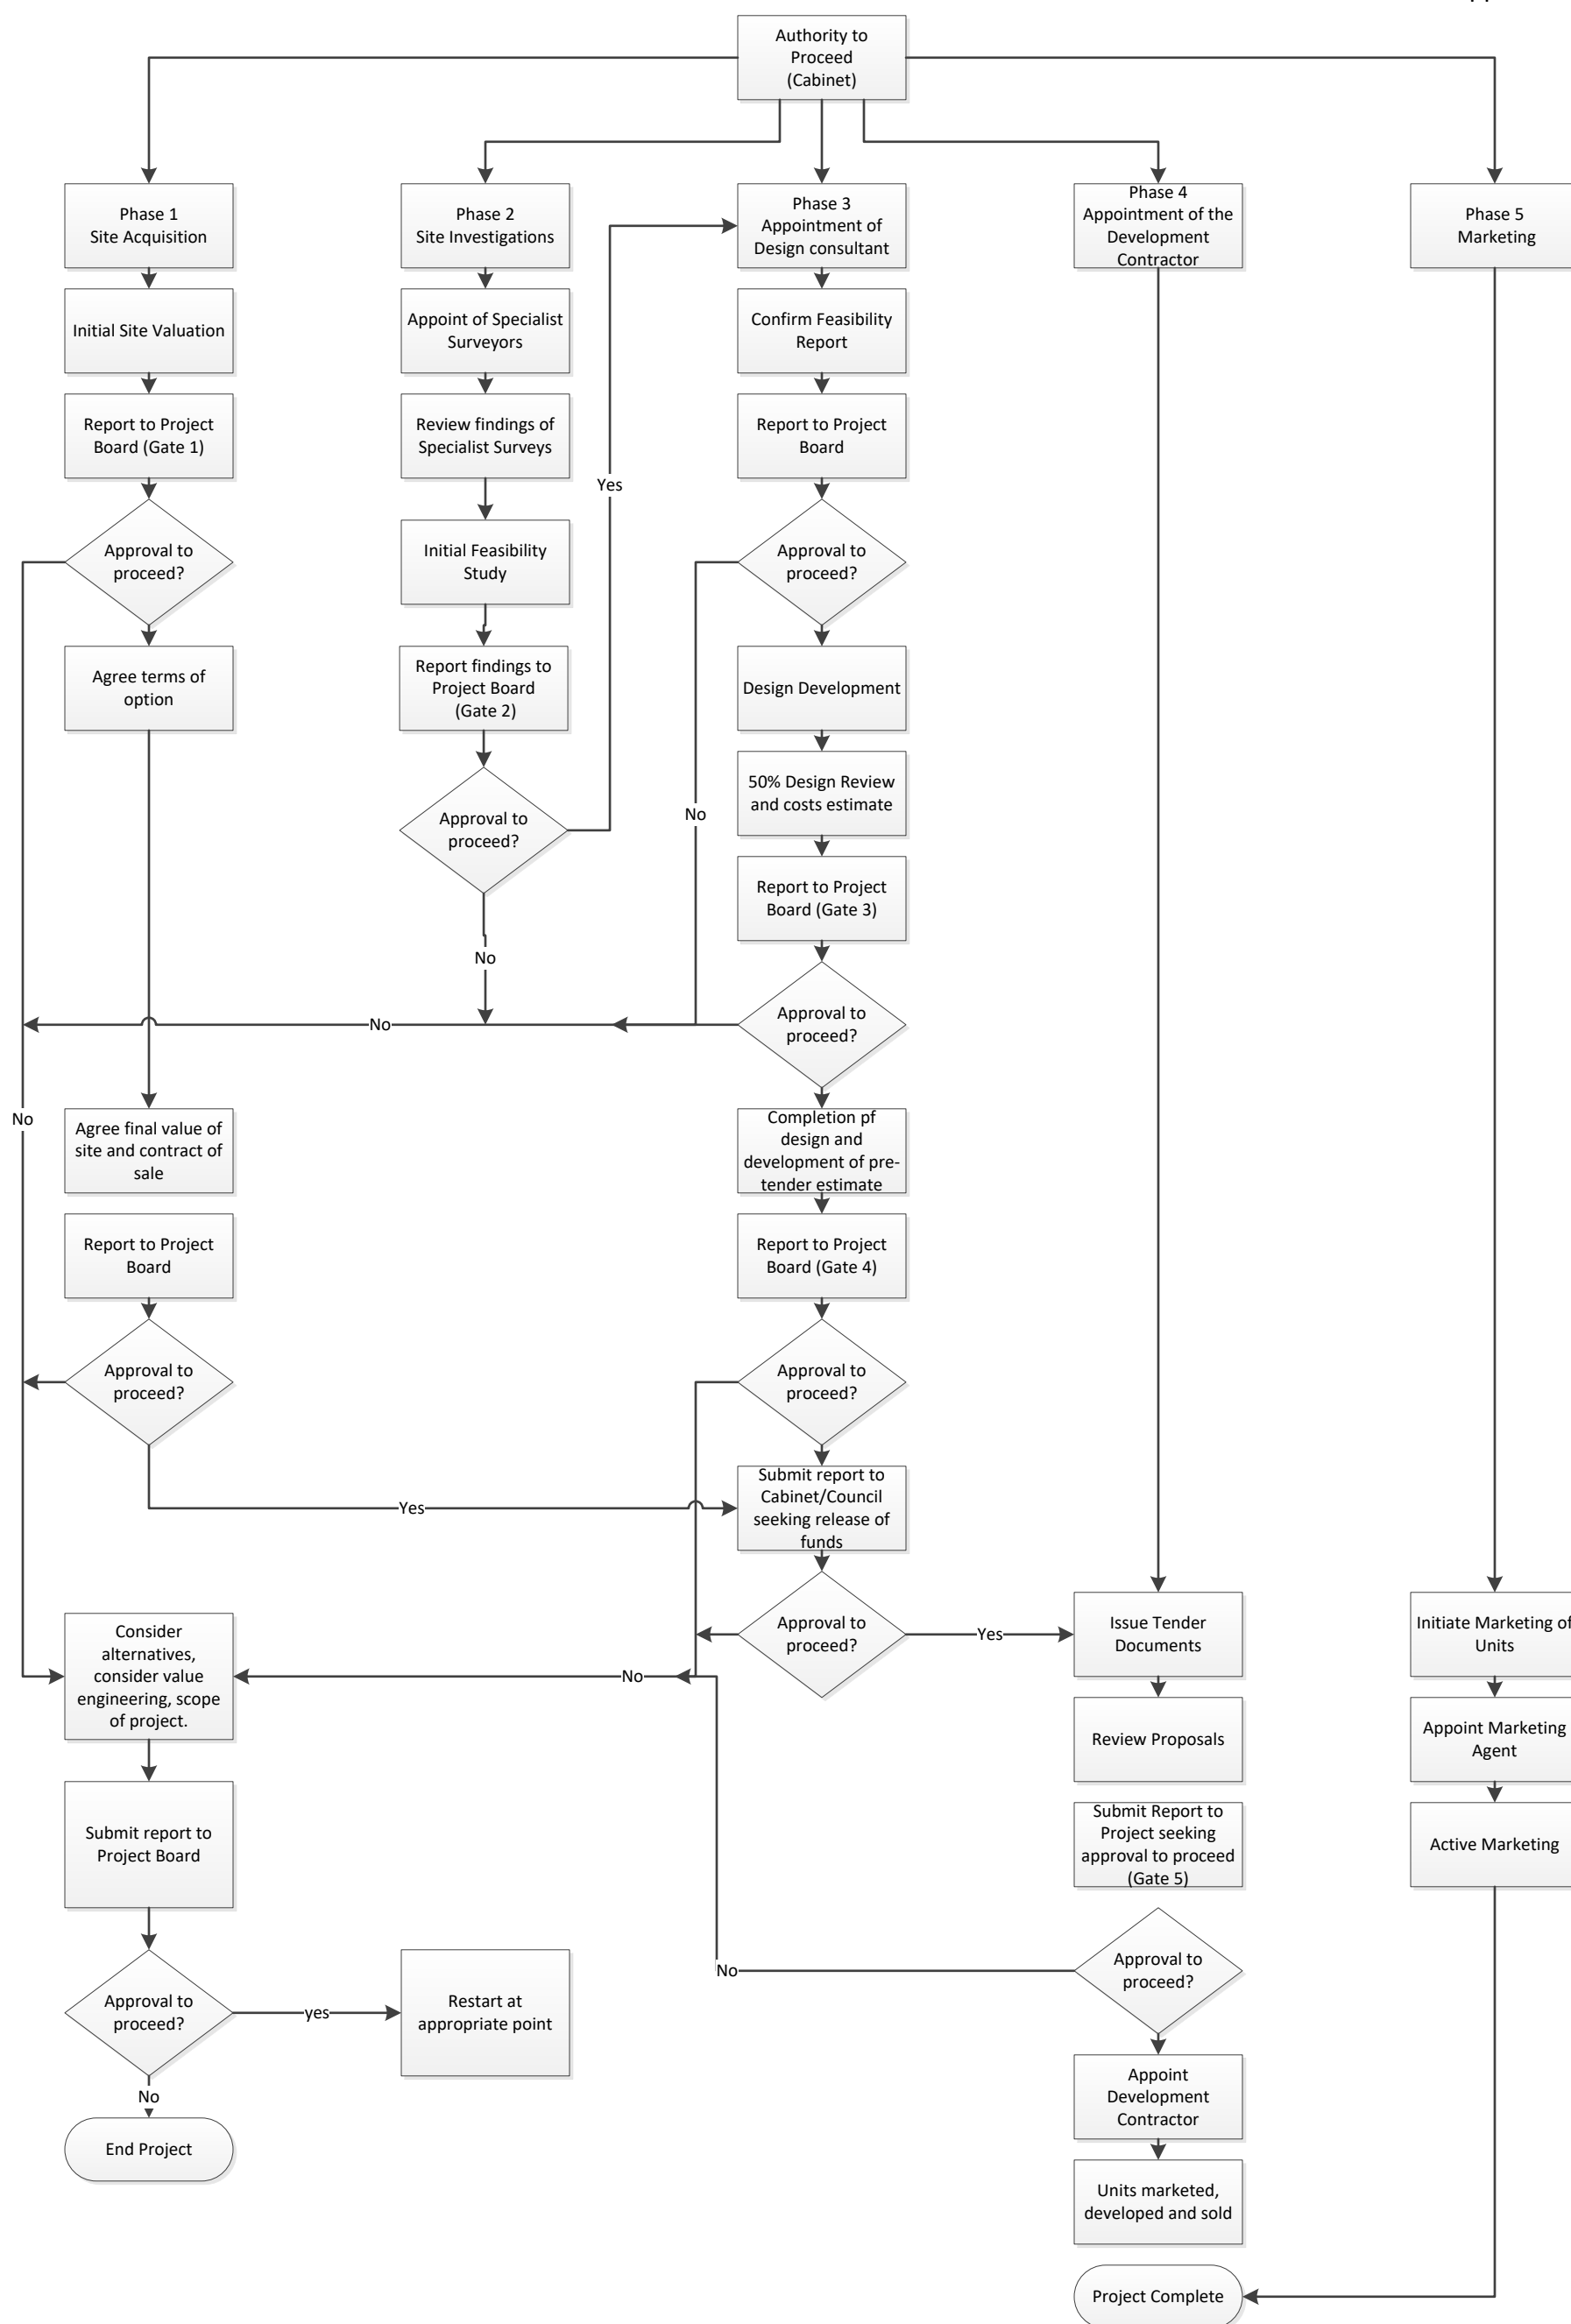 Authority to
Proceed
(Cabinet)
Phase 1
Site Acquisition
Phase 2
Site Investigations
Phase 3
Appointment of
Design consultant
Phase 4
Appointment of the
Development
Contractor
Phase 5
Marketing
Initial Site Valuation
Appoint of Specialist
Surveyors
Confirm Feasibility
Report
Report to Project
Board (Gate 1)
Review findings of
Specialist Surveys
Report to Project
Board
Yes
Approval to
proceed?
Initial Feasibility
Study
Approval to
proceed?
Agree terms of
option
Report findings to
Project Board
(Gate 2)
Design Development
50% Design Review
and costs estimate
No
Approval to
proceed?
Report to Project
Board (Gate 3)
No
No
Approval to
proceed?
No
Agree final value of
site and contract of
sale
Completion pf
design and
development of pre-
tender estimate
Report to Project
Board
Report to Project
Board (Gate 4)
Approval to
proceed?
Approval to
proceed?
Yes
Submit report to
Cabinet/Council
seeking release of
funds
Consider
alternatives,
consider value
engineering, scope
of project.
No
Approval to
proceed?
Yes
Issue Tender
Documents
Initiate Marketing of
Units
Review Proposals
Appoint Marketing
Agent
Submit report to
Project Board
Submit Report to
Project seeking
approval to proceed
(Gate 5)
Active Marketing
Approval to
proceed?
yes
Restart at
appropriate point
No
Approval to
proceed?
No
End Project
Appoint
Development
Contractor
Units marketed,
developed and sold
Project Complete